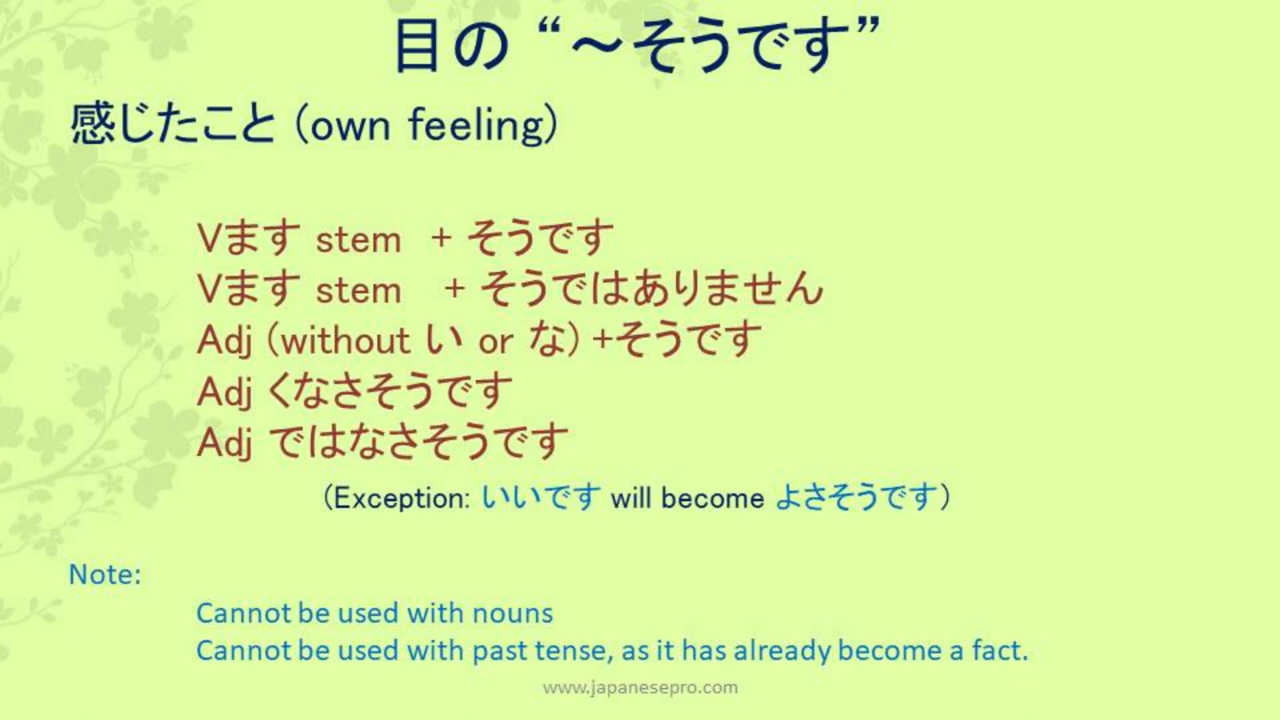 目の “～そうです”
感じたこと (own feeling)
Vます stem + そうです
Vます stem + そうではありません
Adj (without い or な) +そうです
Adj くなさそうです
Adj ではなさそうです
(Exception: いいです will become よさそうです)
Note:
Cannot be used with nouns
Cannot be used with past tense, as it has already become a fact.
www.japanesepro.com